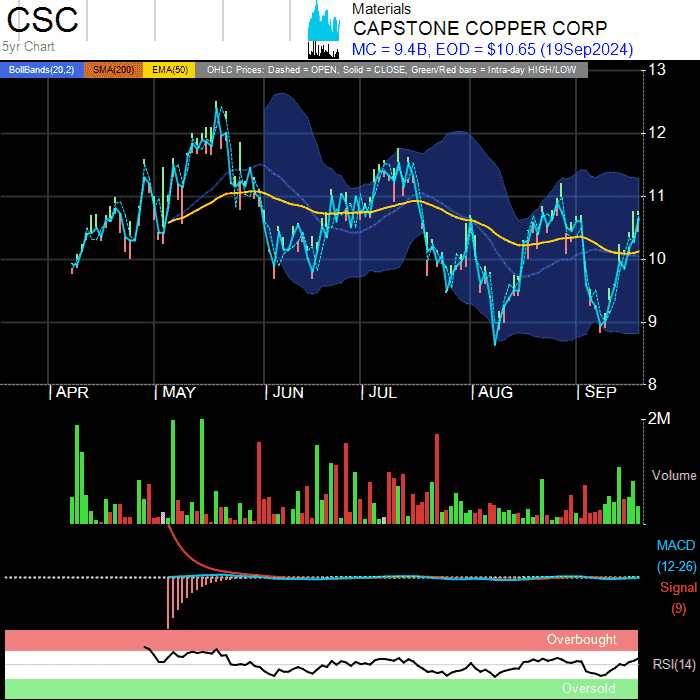 CSC
5yr Chart
Materials
CAPSTONE COPPER CORP
MC = 9.4B, EOD = $10.65 (19Sep2024)
BollBands(20,2) SMA(200) EMA(50) OHLC Prices: Dashed = OPEN, Solid = CLOSE, Green/Red bars = Intra-day HIGH/LOW
13
12
11
10
9
8
APR MAY JUN JUL AUG SEP
2M
Volume
MACD
(12-26)
Signal
(9)
Overbought
RSI(14)
Oversold